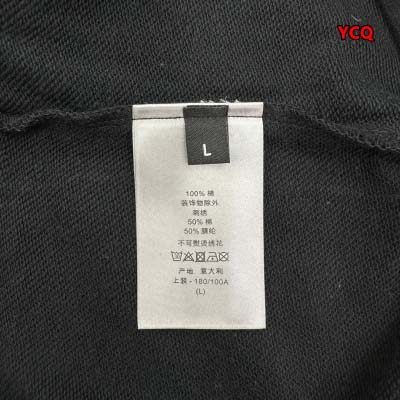 YCQ
L
100% 棉
装饰物除外
刺绣
50% 棉
50% 腈纶
不可熨烫绣花
产地 意大利
上装 - 180/100A
(L)